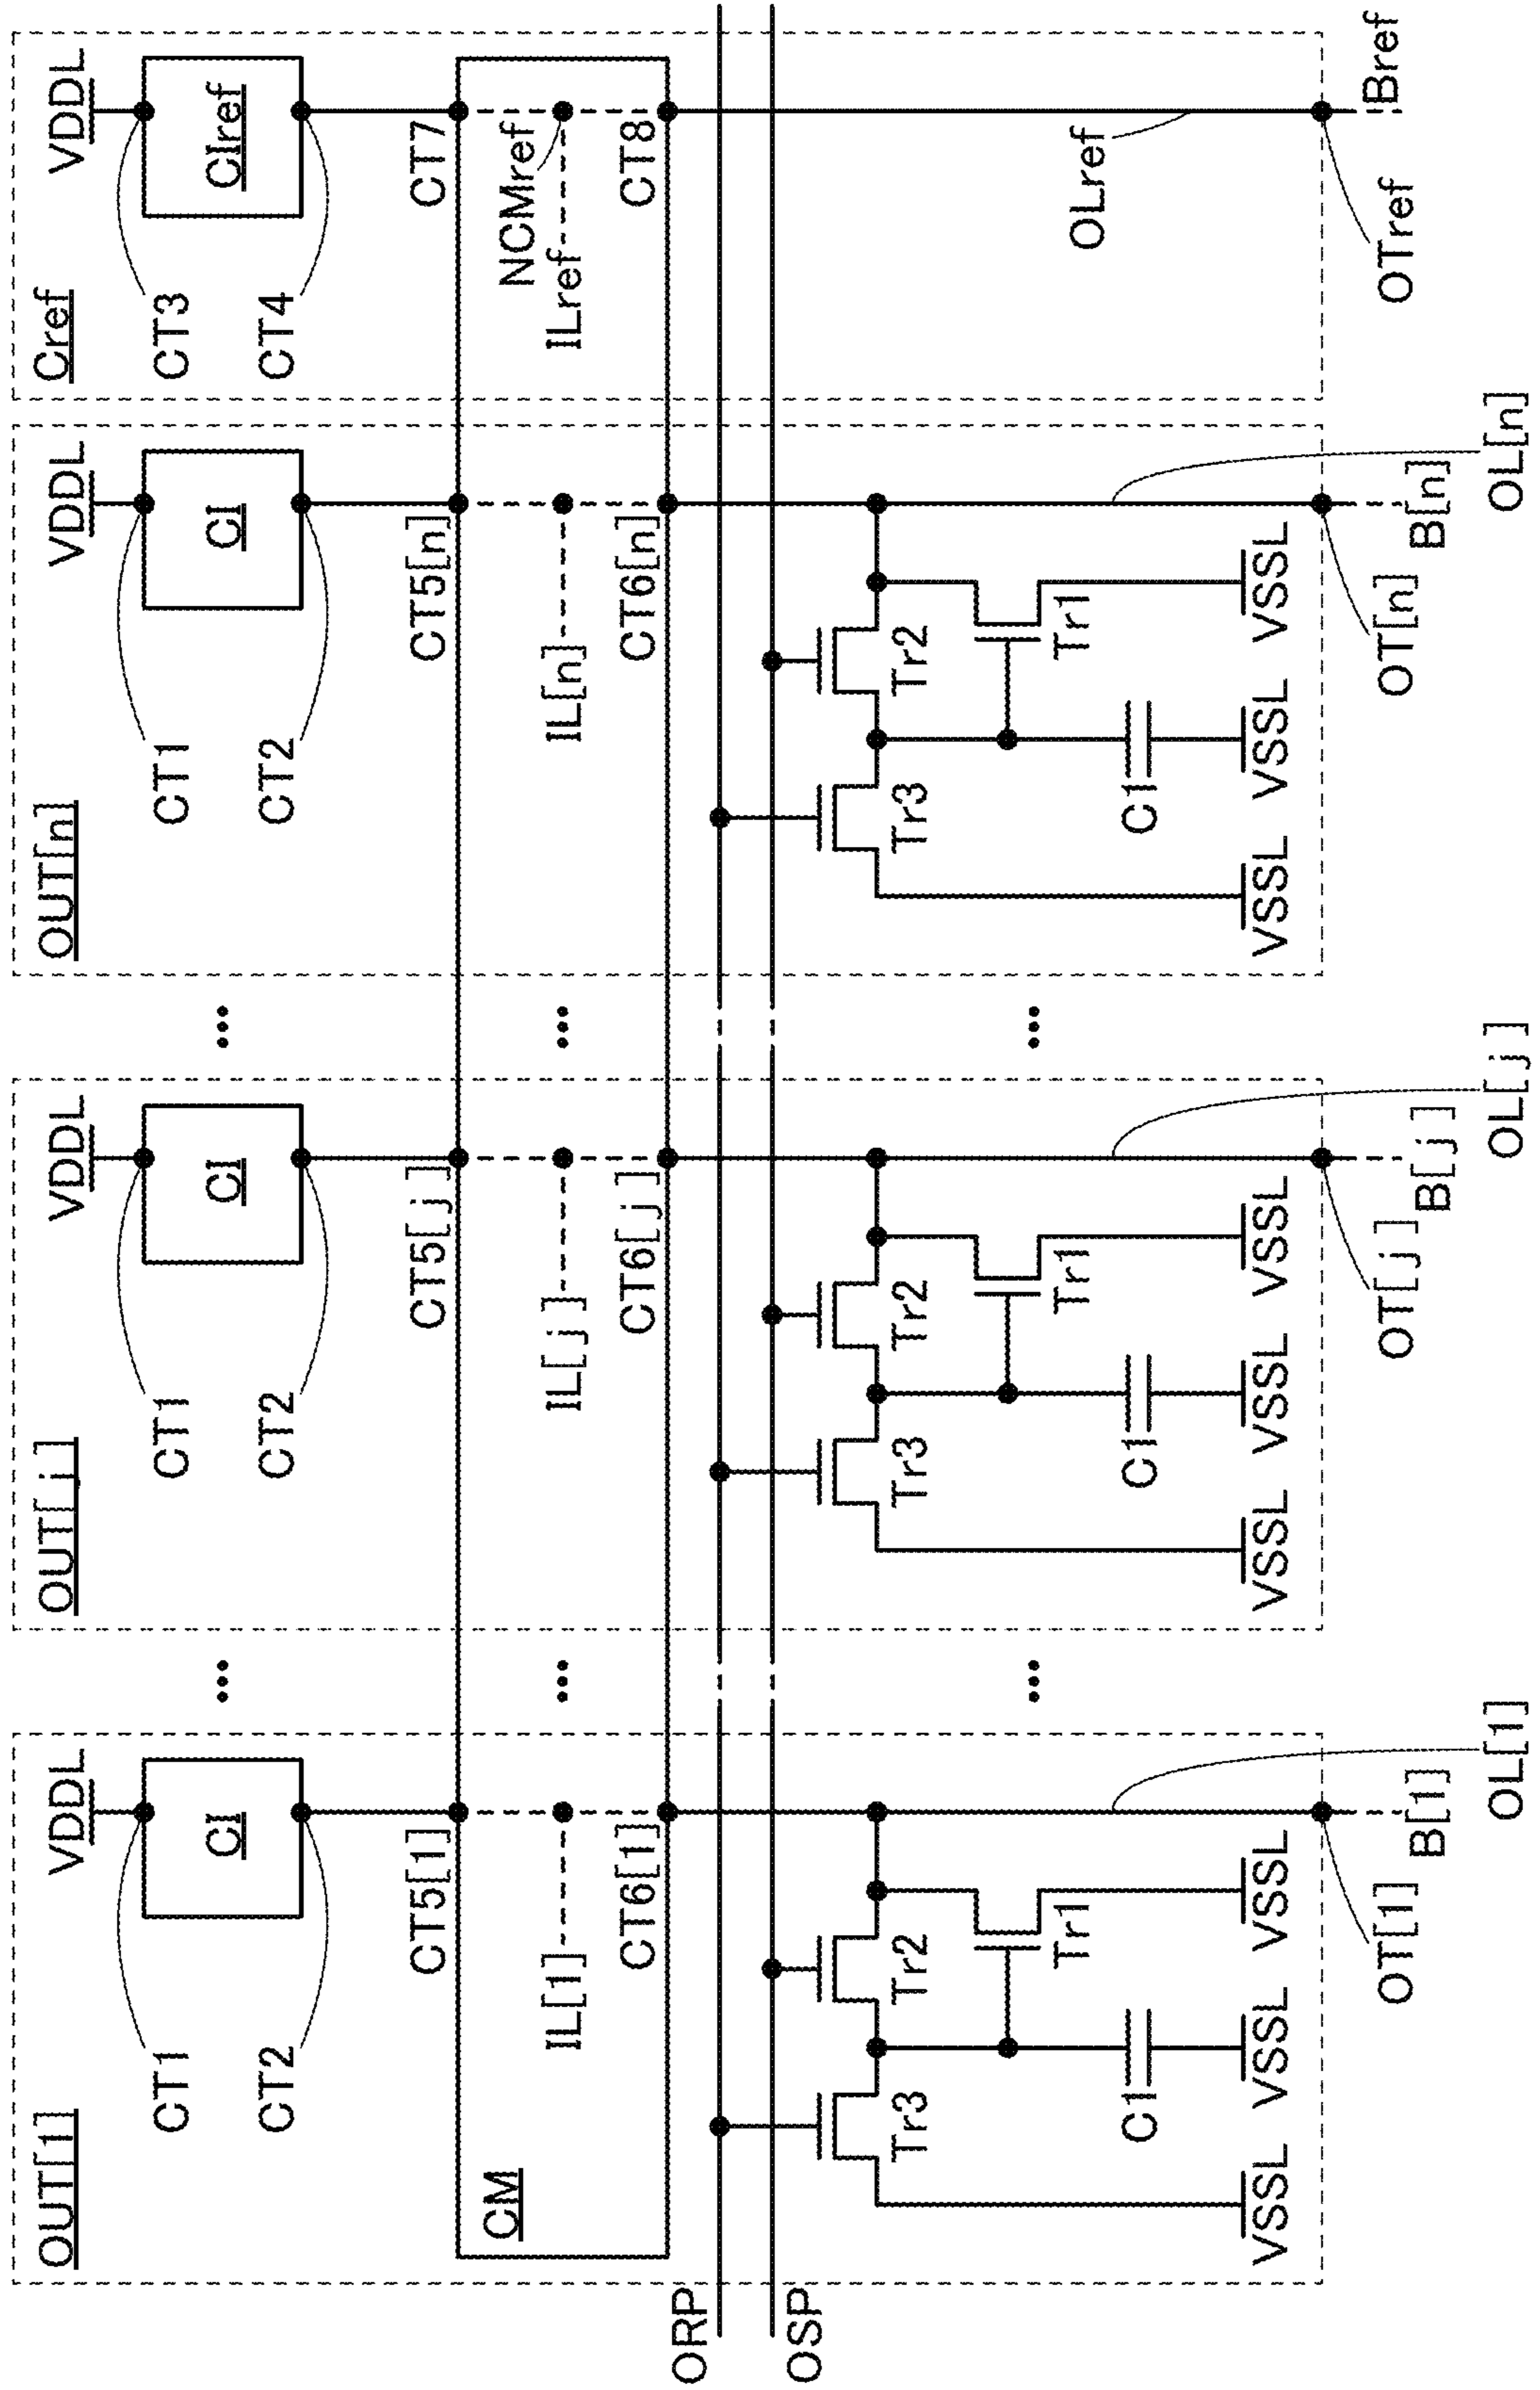 OUT[1]
VDDL
CI
CT1
CT2
CT5[1]
IL[1]
CT6[1]
CM
ORP
OSP
Tr3
Tr2
Tr1
C1
VSSL
VSSL
VSSL
OT[1]
B[1]
OL[1]
OUT[j]
VDDL
CI
CT1
CT2
CT5[j]
IL[j]
CT6[j]
Tr3
Tr2
Tr1
C1
VSSL
VSSL
VSSL
OT[j]
B[j]
OL[j]
OUT[n]
VDDL
CI
CT1
CT2
CT5[n]
IL[n]
CT6[n]
Tr3
Tr2
Tr1
C1
VSSL
VSSL
VSSL
OT[n]
B[n]
OL[n]
Cref
VDDL
CIref
CT3
CT4
CT7
NCMref
ILref
CT8
OLref
OTref
Bref